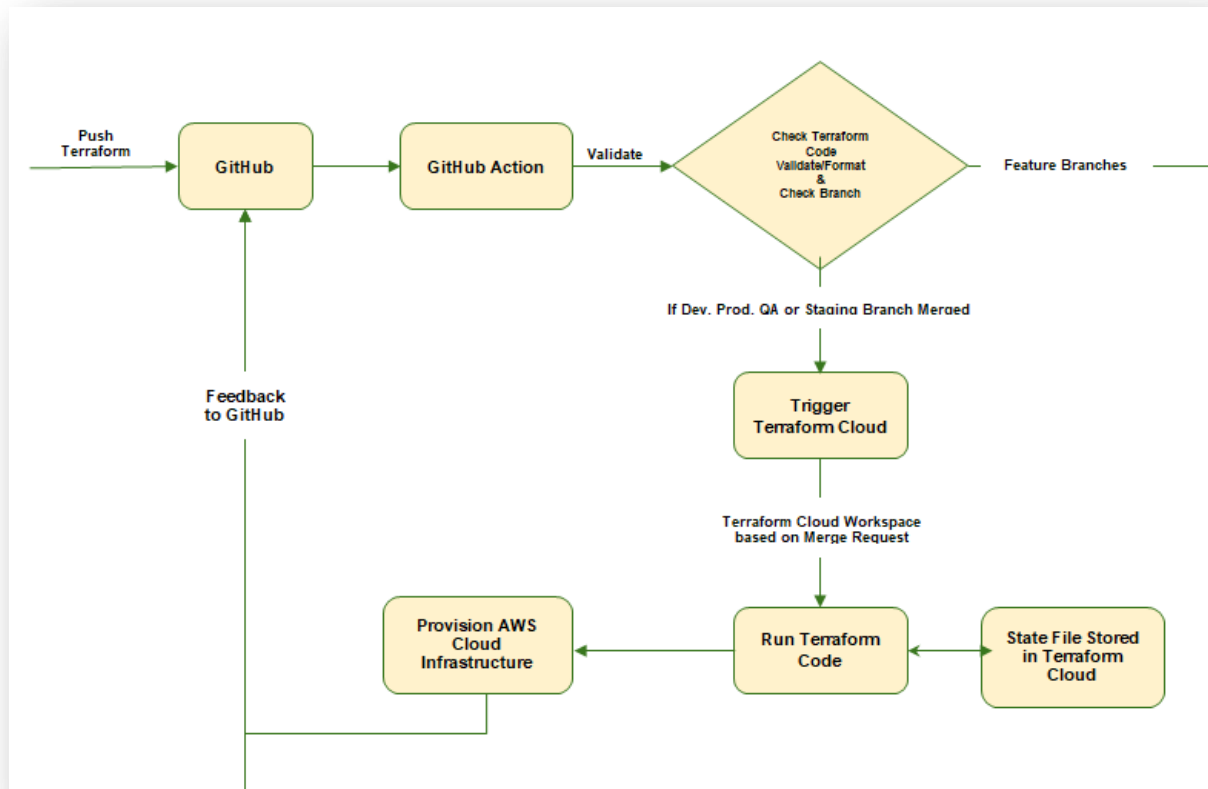 Push
Terraform
GitHub
GitHub Action
Validate
Check Terraform
Code
Validate/Format
&
Check Branch
Feature Branches
If Dev, Prod, QA or Staging Branch Merged
Trigger
Terraform Cloud
Feedback
to GitHub
Terraform Cloud Workspace
based on Merge Request
Provision AWS
Cloud
Infrastructure
Run Terraform
Code
State File Stored
in Terraform
Cloud